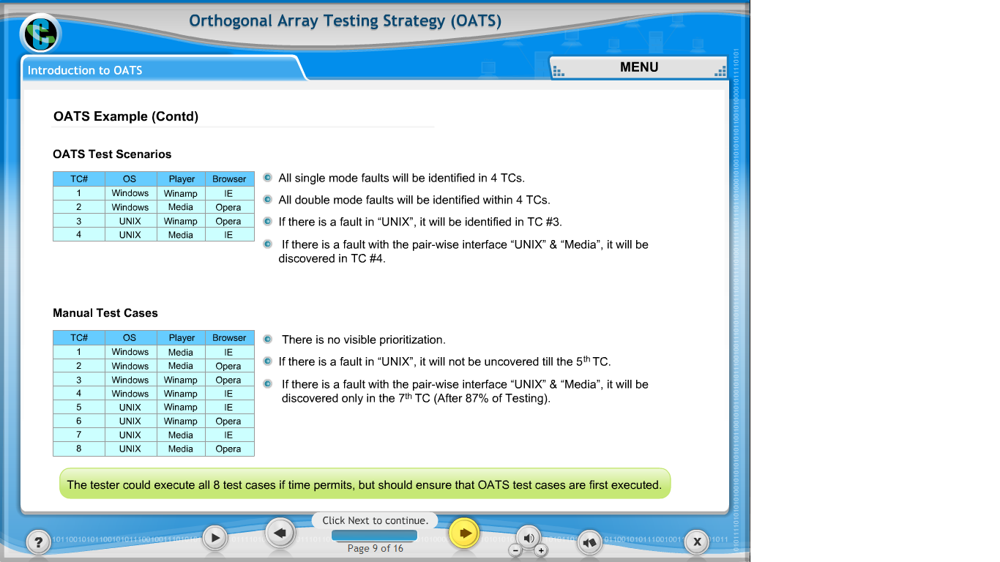 Orthogonal Array Testing Strategy (OATS)
Introduction to OATS
MENU
OATS Example (Contd)
OATS Test Scenarios
TC# OS Player Browser
1 Windows Winamp IE
2 Windows Media Opera
3 UNIX Winamp Opera
4 UNIX Media IE
All single mode faults will be identified in 4 TCs.
All double mode faults will be identified within 4 TCs.
If there is a fault in “UNIX”, it will be identified in TC #3.
If there is a fault with the pair-wise interface “UNIX” & “Media”, it will be
discovered in TC #4.
Manual Test Cases
TC# OS Player Browser
1 Windows Media IE
2 Windows Media Opera
3 Windows Winamp Opera
4 Windows Winamp IE
5 UNIX Winamp IE
6 UNIX Winamp Opera
7 UNIX Media IE
8 UNIX Media Opera
There is no visible prioritization.
If there is a fault in “UNIX”, it will not be uncovered till the 5th TC.
If there is a fault with the pair-wise interface “UNIX” & “Media”, it will be
discovered only in the 7th TC (After 87% of Testing).
The tester could execute all 8 test cases if time permits, but should ensure that OATS test cases are first executed.
Click Next to continue.
Page 9 of 16
?
X